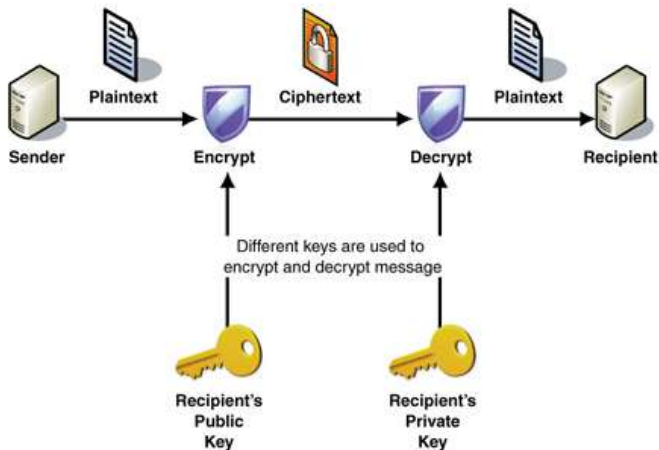 Plaintext
Ciphertext
Plaintext
Sender
Encrypt
Decrypt
Recipient
Different keys are used to
encrypt and decrypt message
Recipient's
Public
Key
Recipient's
Private
Key